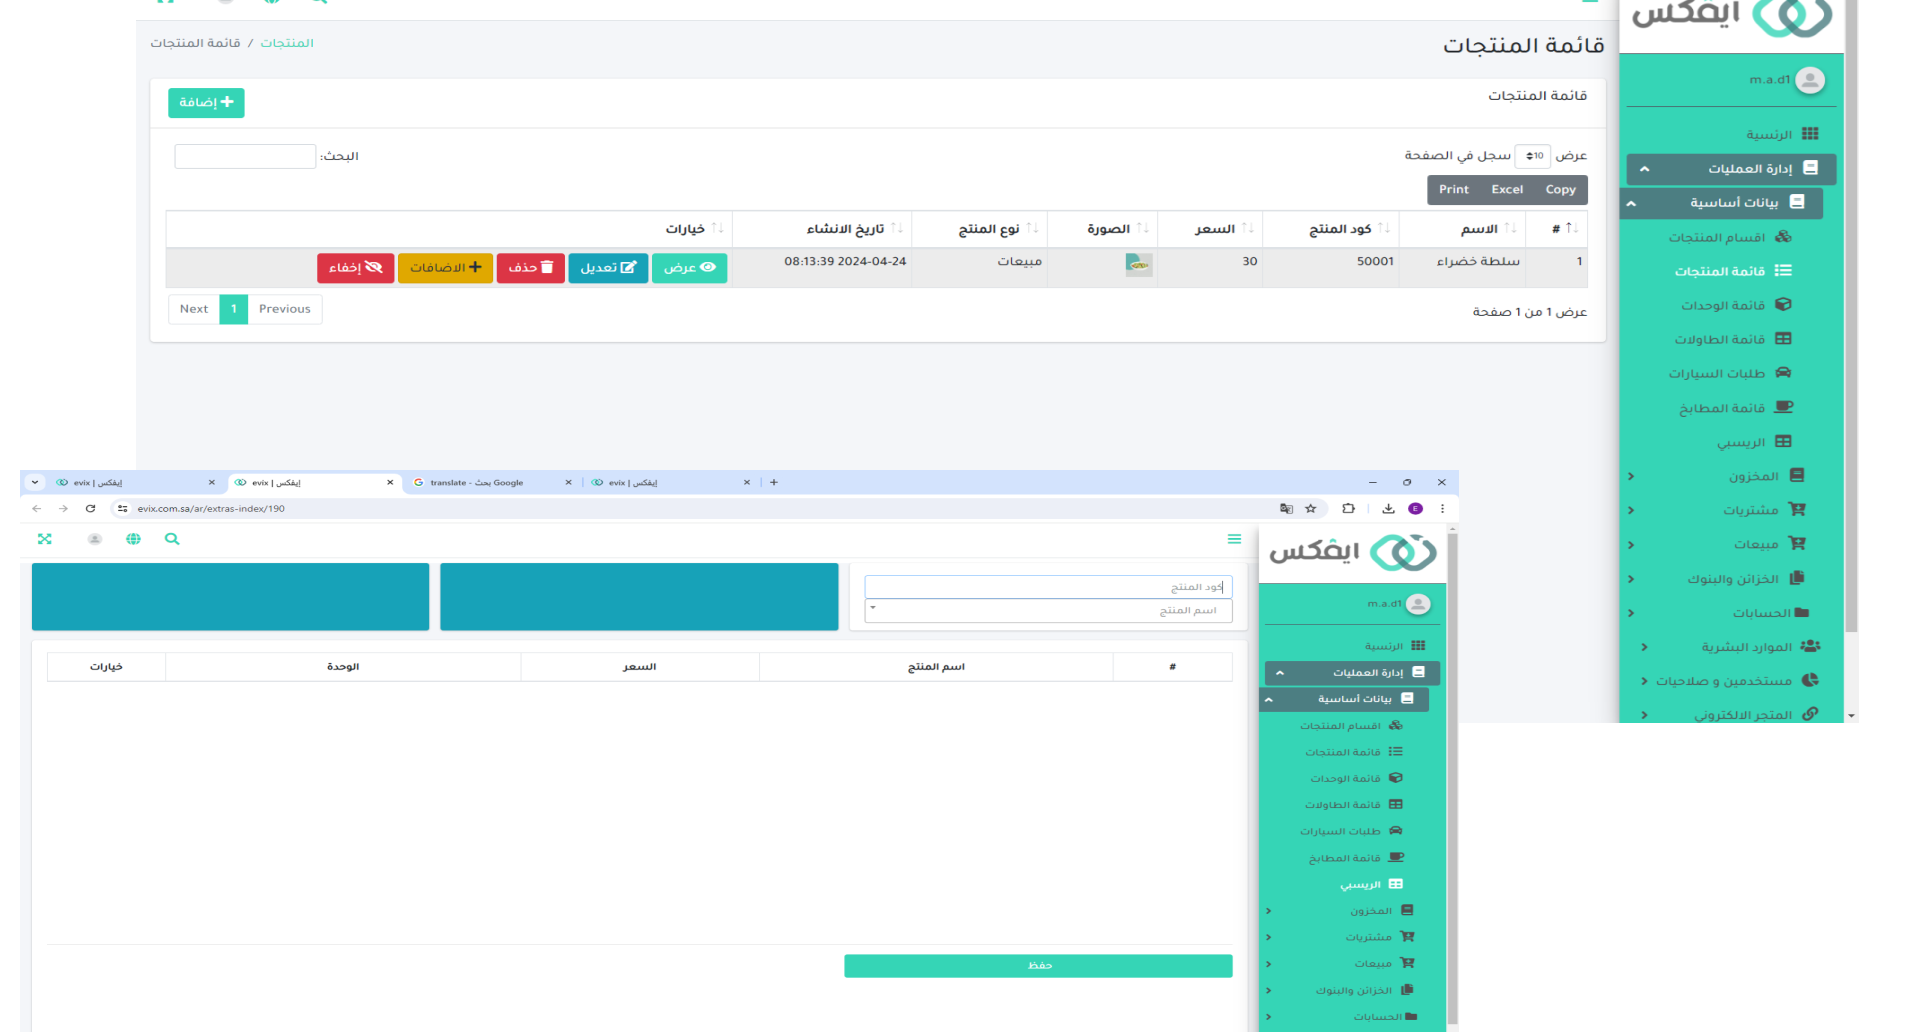 ايفكس
m.a.d1
الرئسية
إدارة العمليات
بيانات أساسية
اقسام المنتجات
قائمة المنتجات
قائمة الوحدات
قائمة الطاولات
طلبات السيارات
قائمة المطابخ
الريسبي
المخزون
مشتريات
مبيعات
الخزائن والبنوك
الحسابات
الموارد البشرية
مستخدمين و صلاحيات
المتجر الالكتروني
قائمة المنتجات
المنتجات / قائمة المنتجات
قائمة المنتجات
إضافة
عرض 10 سجل في الصفحة
البحث:
Print Excel Copy
# الاسم كود المنتج السعر الصورة نوع المنتج تاريخ الانشاء خيارات
1 سلطة خضراء 50001 30 مبيعات 2024-04-24 08:13:39 عرض تعديل حذف الاضافات إخفاء
عرض 1 من 1 صفحة
Next 1 Previous
إيفكس | evix
إيفكس | evix
translate - بحث Google
إيفكس | evix
evix.com.sa/ar/extras-index/190
E
ايفكس
m.a.d1
الرئسية
إدارة العمليات
بيانات أساسية
اقسام المنتجات
قائمة المنتجات
قائمة الوحدات
قائمة الطاولات
طلبات السيارات
قائمة المطابخ
الريسبي
المخزون
مشتريات
مبيعات
الخزائن والبنوك
الحسابات
كود المنتج
اسم المنتج
# اسم المنتج السعر الوحدة خيارات
حفظ